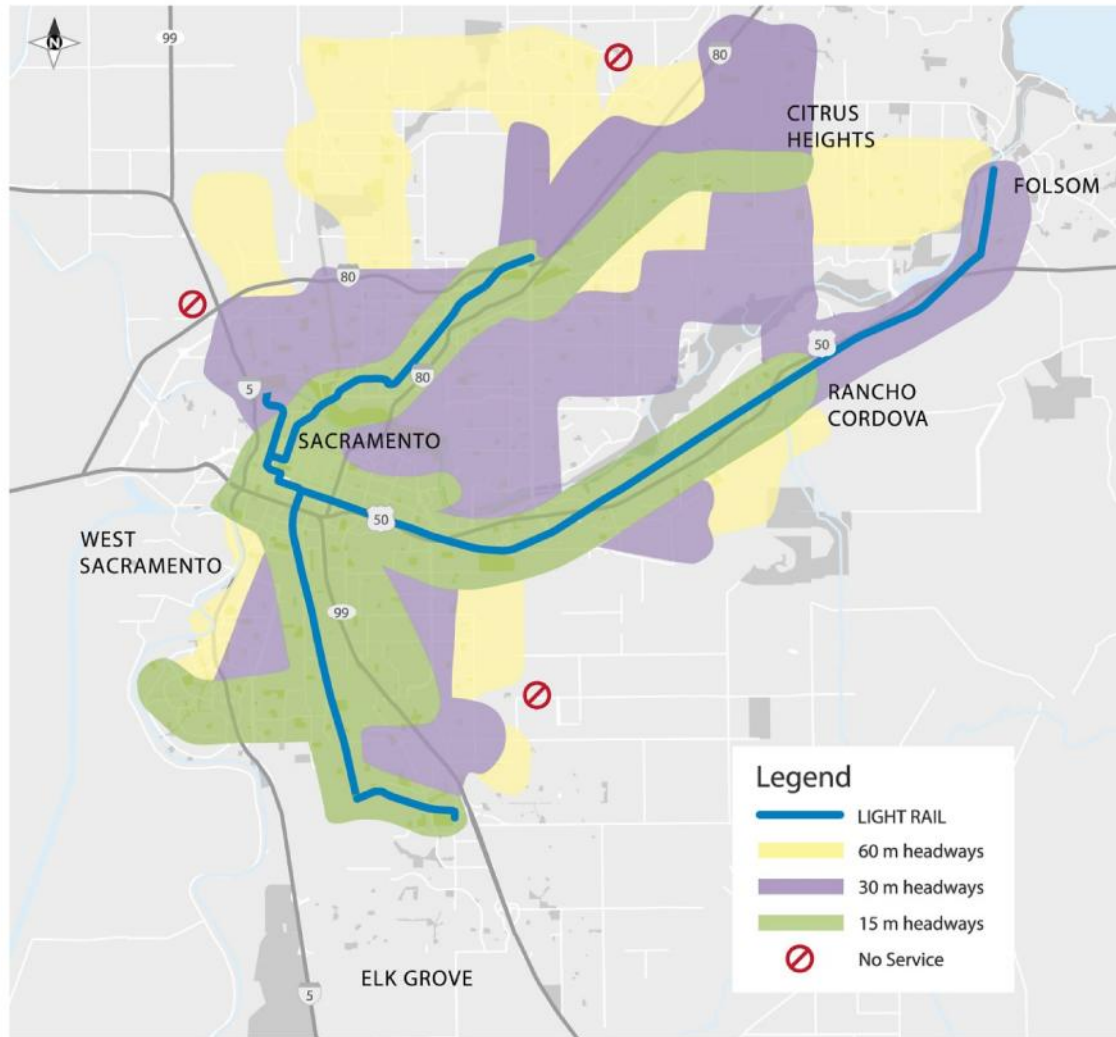 N
99
80
CITRUS
HEIGHTS
FOLSOM
80
5
80
50
RANCHO
CORDOVA
SACRAMENTO
50
WEST
SACRAMENTO
99
Legend
LIGHT RAIL
60 m headways
30 m headways
15 m headways
No Service
ELK GROVE
5